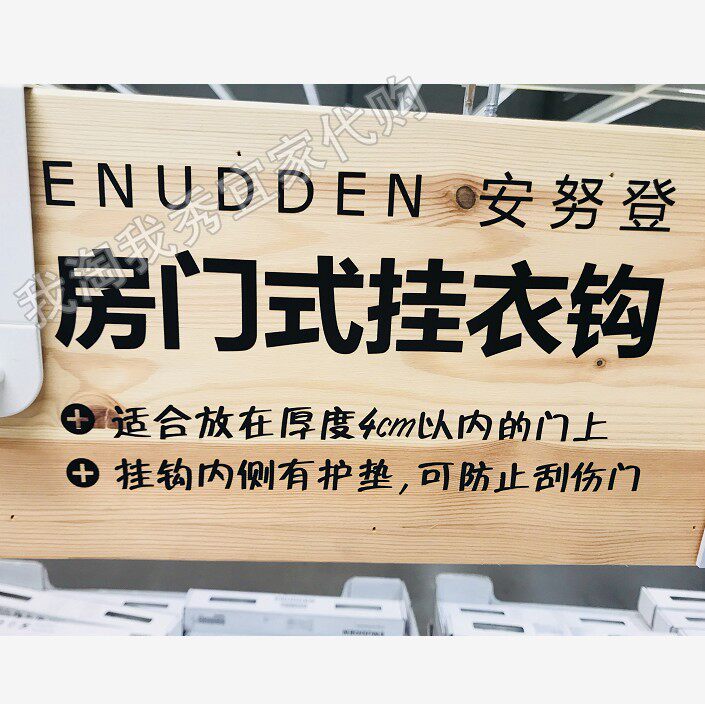 我淘我秀宜家代购
ENUDDEN 安努登
房门式挂衣钩
适合放在厚度4cm以内的门上
挂钩内侧有护垫,可防止刮伤门